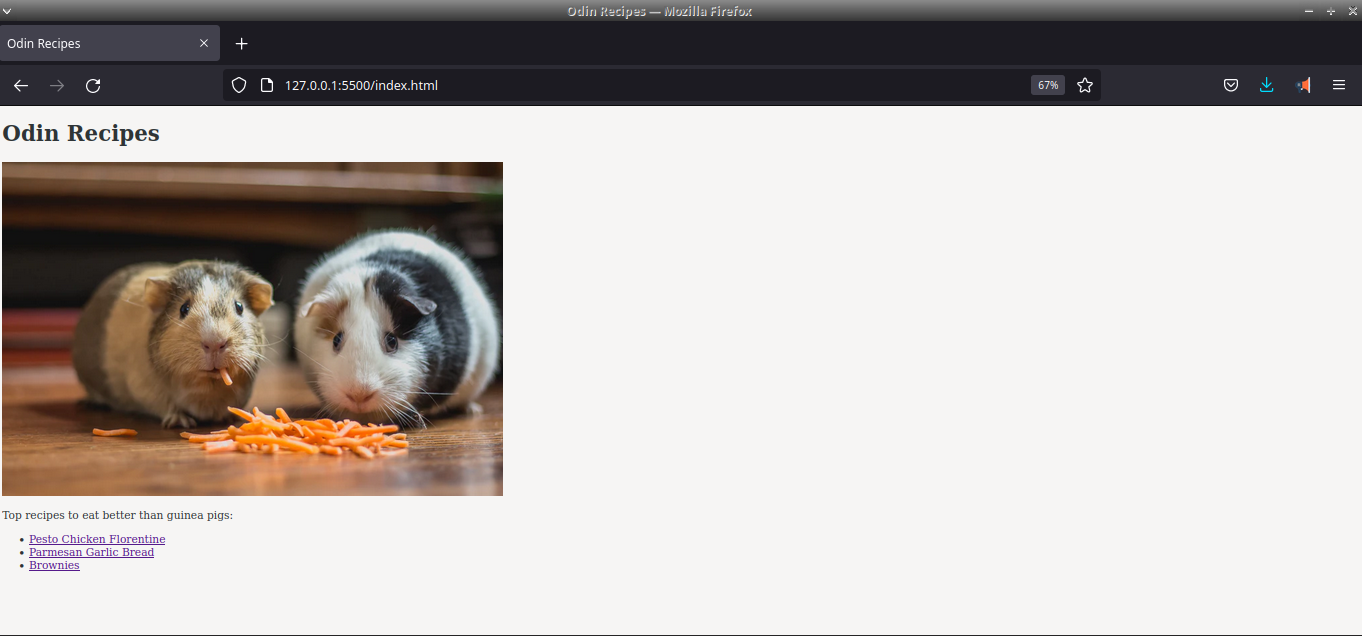 Odin Recipes — Mozilla Firefox
Odin Recipes
127.0.0.1:5500/index.html
67%
Odin Recipes
Top recipes to eat better than guinea pigs:
Pesto Chicken Florentine
Parmesan Garlic Bread
Brownies